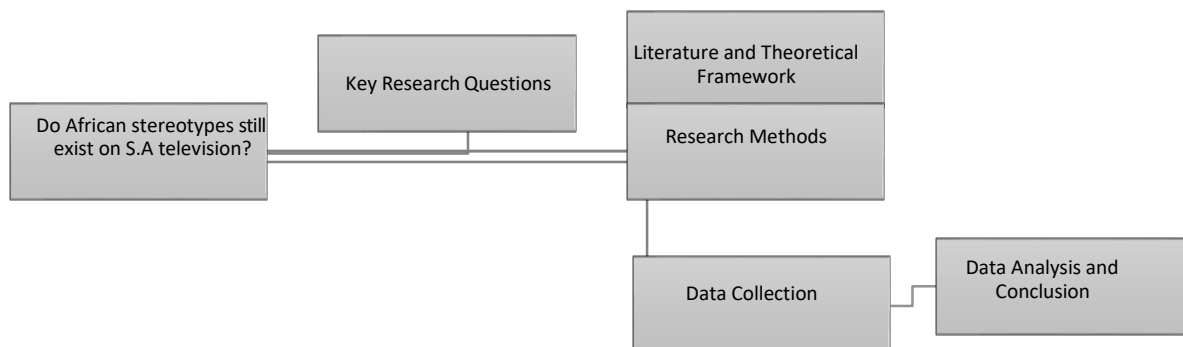 Do African stereotypes still
exist on S.A television?
Key Research Questions
Literature and Theoretical
Framework
Research Methods
Data Collection
Data Analysis and
Conclusion